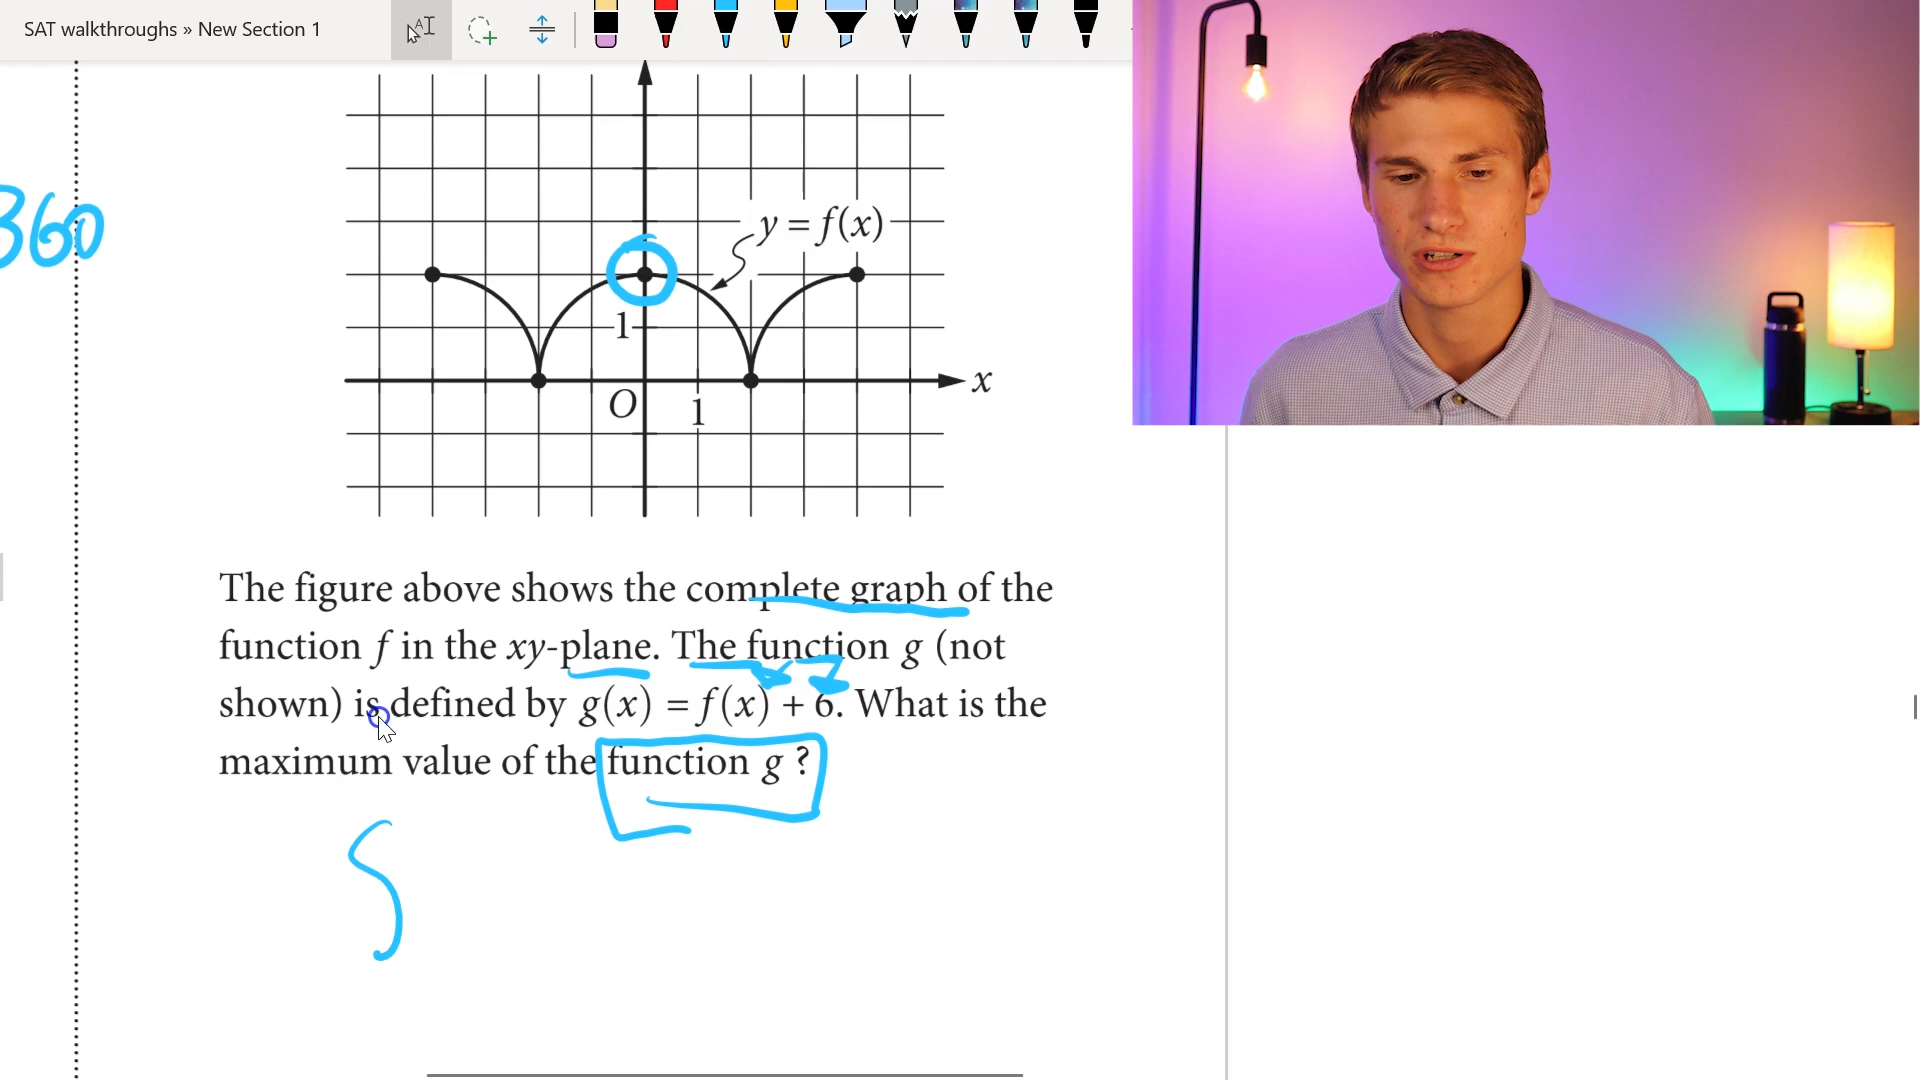 SAT walkthroughs » New Section 1
360
y = f(x)
1
O
1
x
The figure above shows the complete graph of the
function f in the xy-plane. The function g (not
shown) is defined by g(x) = f(x) + 6. What is the
maximum value of the function g ?